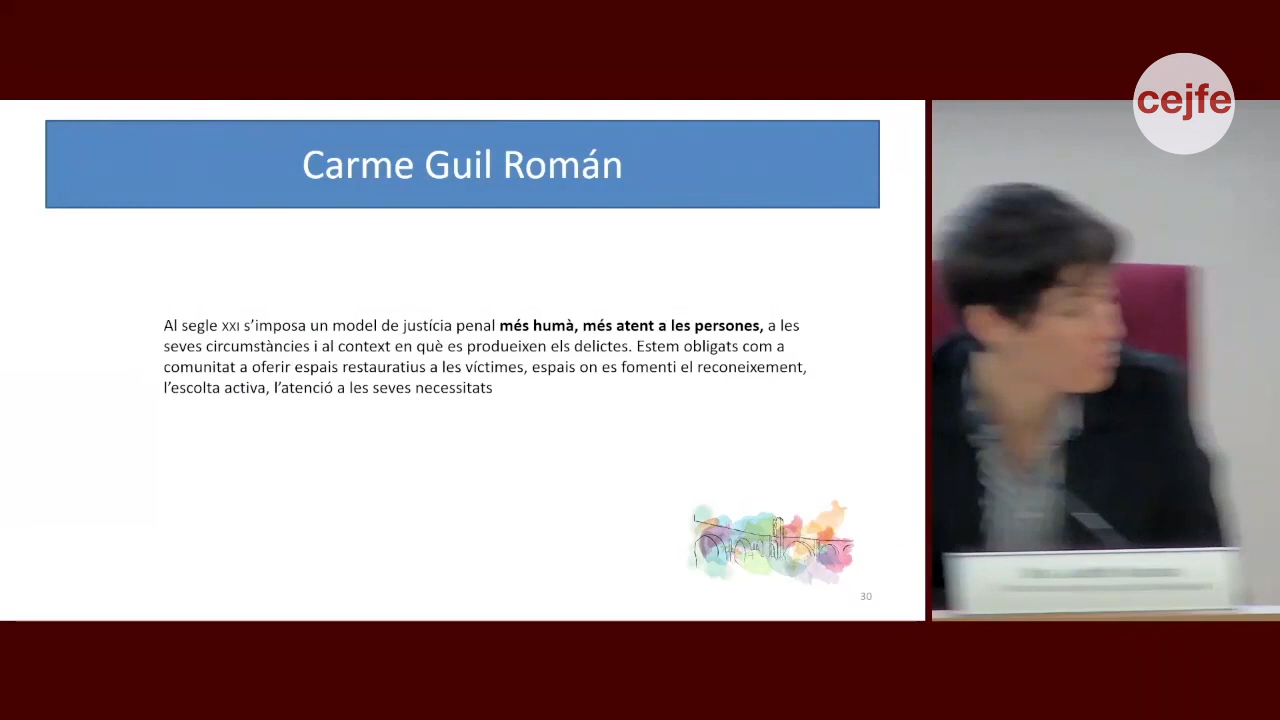 cejfe
Carme Guil Román
Al segle XXI s’imposa un model de justícia penal més humà, més atent a les persones, a les
seves circumstàncies i al context en què es produeixen els delictes. Estem obligats com a
comunitat a oferir espais restauratius a les víctimes, espais on es fomenti el reconeixement,
l’escolta activa, l’atenció a les seves necessitats
30